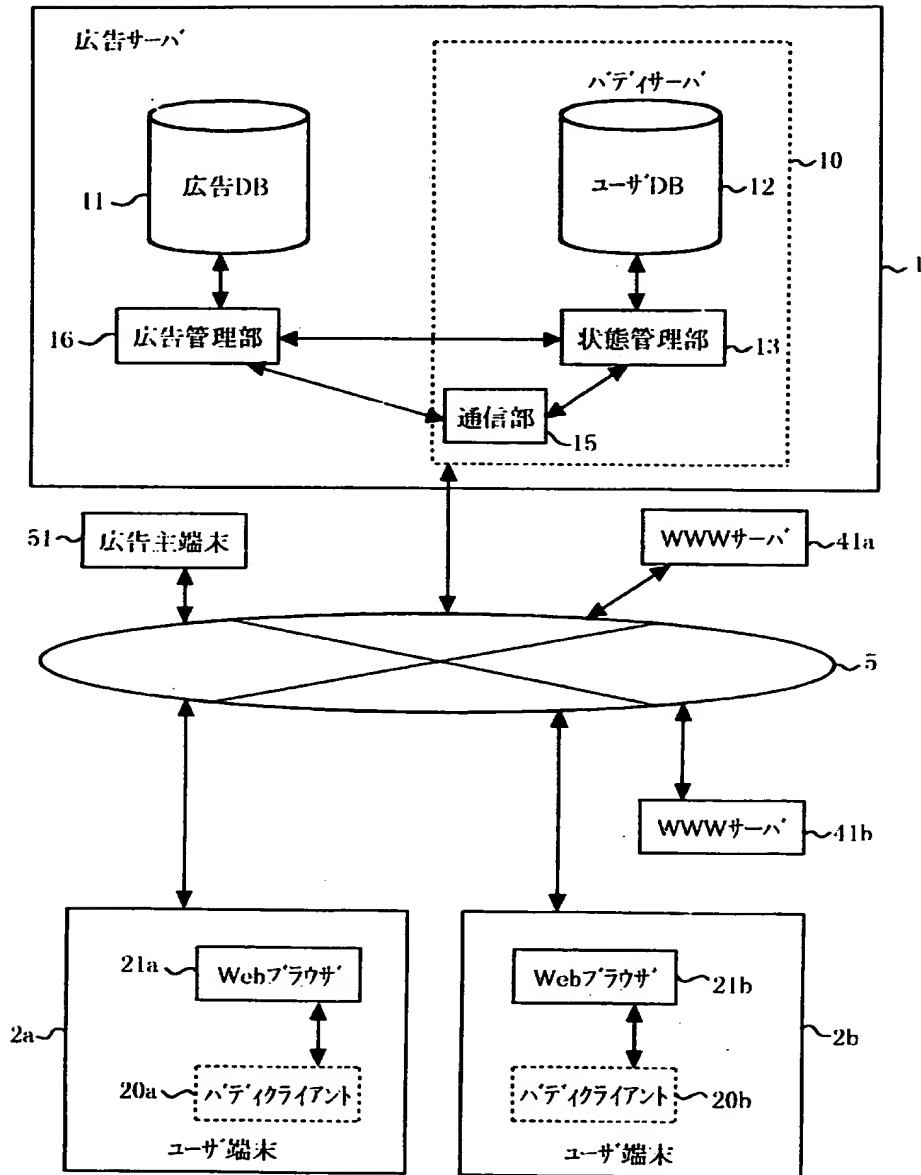 広告サーバ
バディサーバ
広告DB
11
ユーザDB
12
10
1
広告管理部
16
状態管理部
13
通信部
15
51
広告主端末
WWWサーバ
41a
5
WWWサーバ
41b
21a
Webブラウザ
Webブラウザ
21b
2a
2b
20a
バディクライアント
バディクライアント
20b
ユーザ端末
ユーザ端末